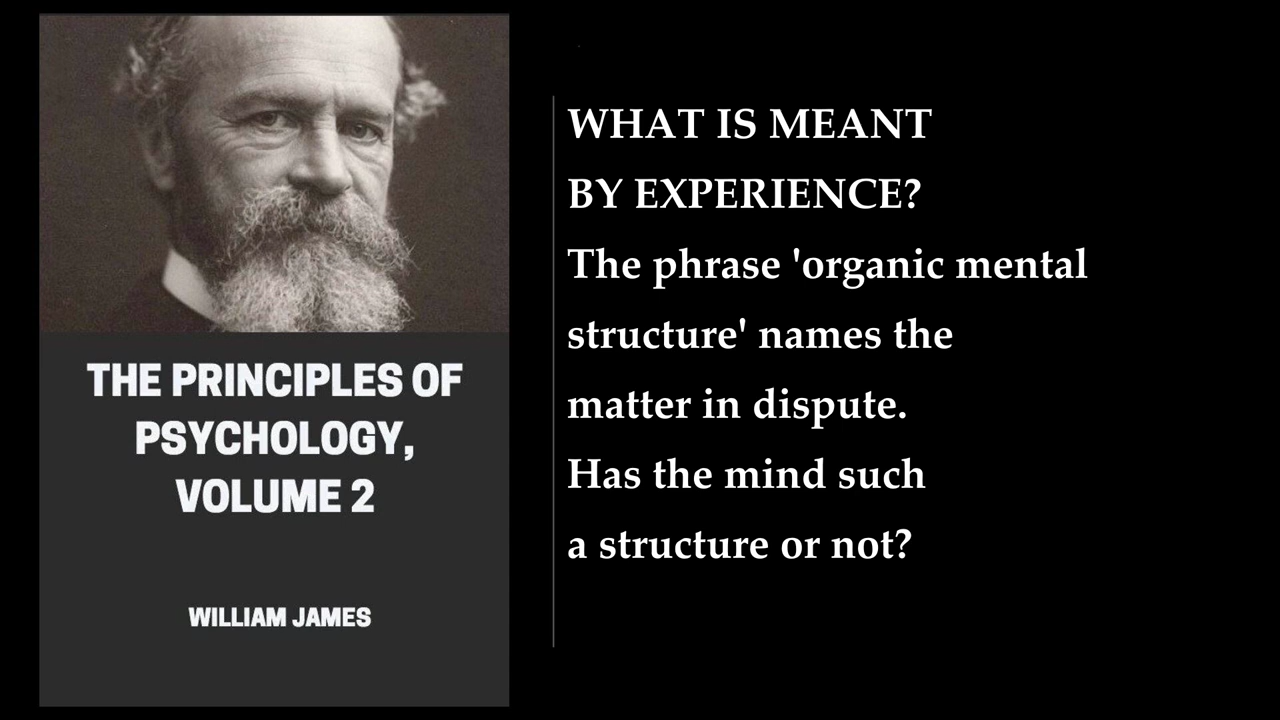 THE PRINCIPLES OF
PSYCHOLOGY,
VOLUME 2
WILLIAM JAMES
WHAT IS MEANT
BY EXPERIENCE?
The phrase 'organic mental
structure' names the
matter in dispute.
Has the mind such
a structure or not?